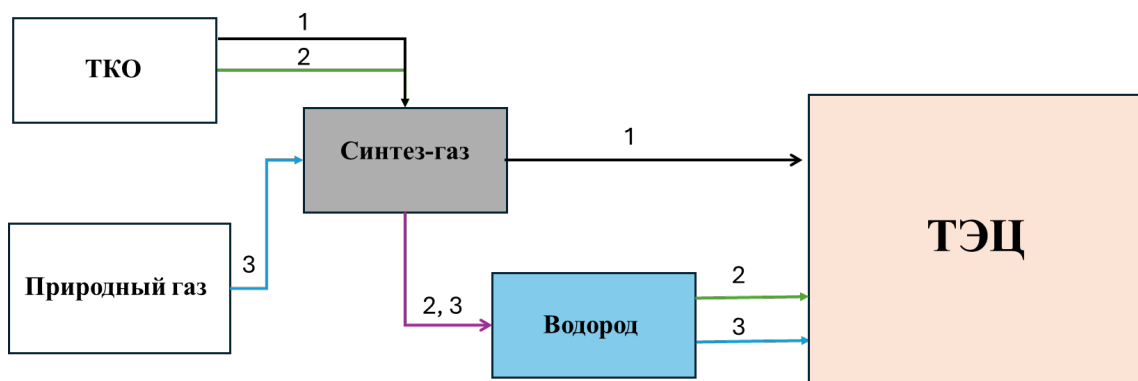 1
ТКО
2
Синтез-газ
1
ТЭЦ
Природный газ
3
2, 3
Водород
2
3